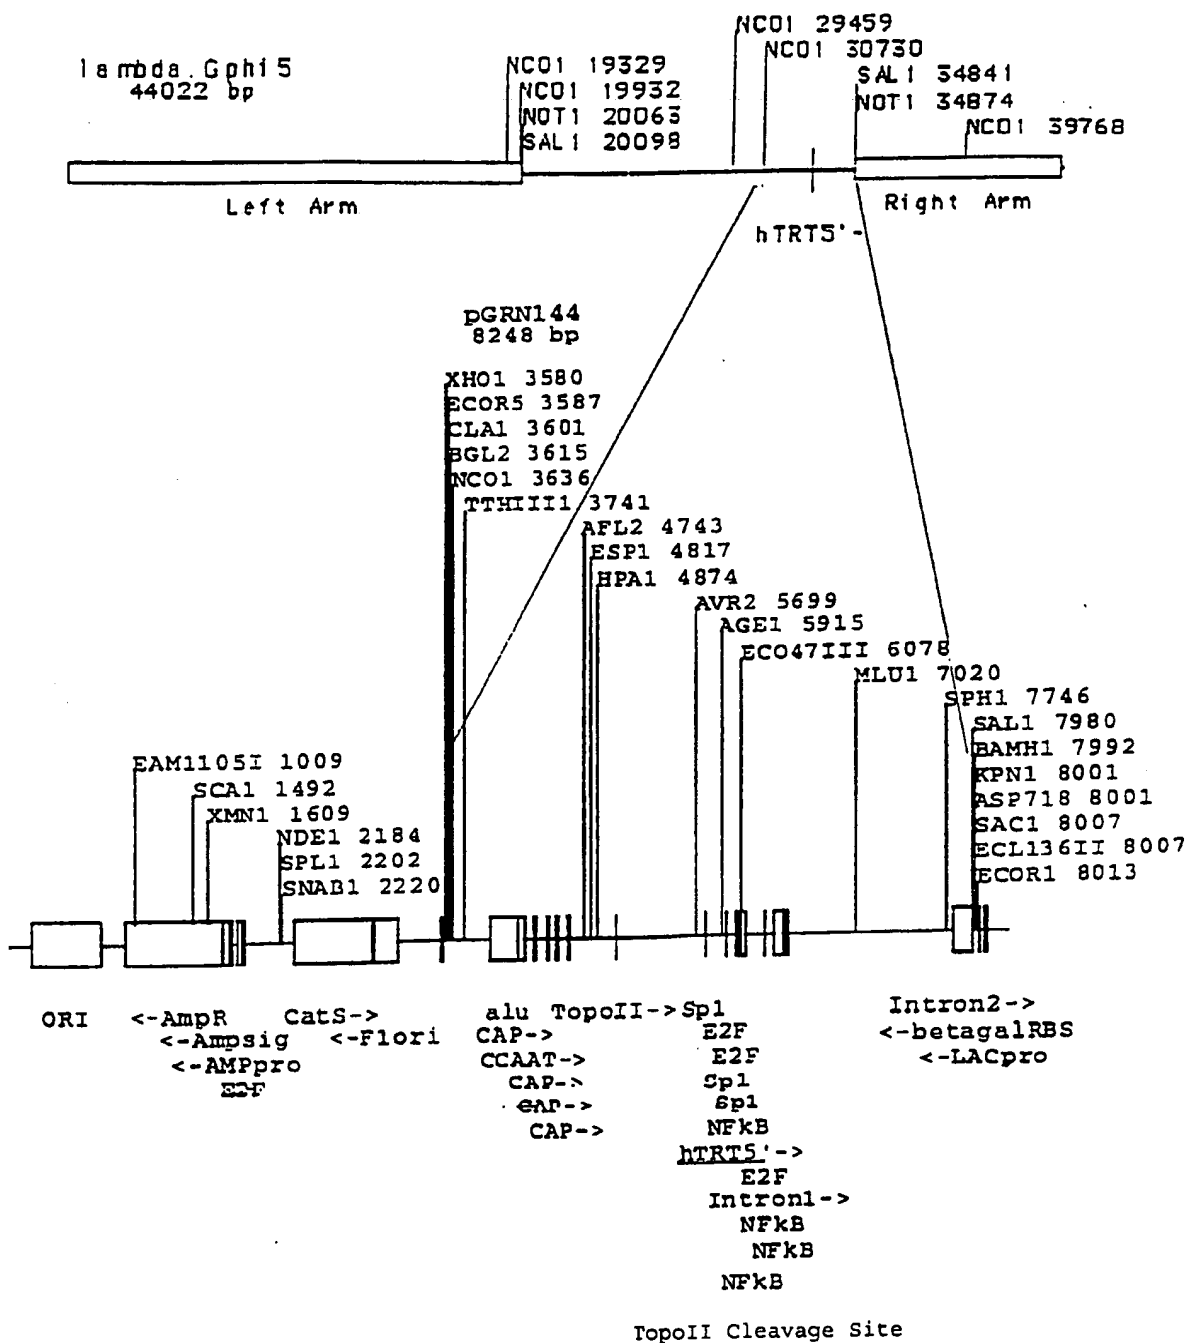 lambda.Gphi5
44022 bp
NCO1 19329
NCO1 19932
NOT1 20063
SAL1 20098
NCO1 29459
NCO1 30730
SAL1 34841
NOT1 34874
NCO1 39768
Left Arm
Right Arm
hTRT5'-
pGRN144
8248 bp
XHO1 3580
ECOR5 3587
CLA1 3601
BGL2 3615
NCO1 3636
TTHIII1 3741
AFL2 4743
ESP1 4817
HPA1 4874
AVR2 5699
AGE1 5915
ECO47III 6078
MLU1 7020
SPH1 7746
SAL1 7980
BAMH1 7992
KPN1 8001
ASP718 8001
SAC1 8007
ECL136II 8007
ECOR1 8013
EAM1105I 1009
SCA1 1492
XMN1 1609
NDE1 2184
SPL1 2202
SNAB1 2220
ORI
<-AmpR
<-Ampsig
<-AMPpro
E2F
CatS->
<-Flori
alu
CAP->
CCAAT->
CAP->
CAP->
CAP->
TopoII->
Sp1
E2F
E2F
Sp1
Sp1
NFkB
hTRT5'->
E2F
Intron1->
NFkB
NFkB
NFkB
Intron2->
<-betagalRBS
<-LACpro
TopoII Cleavage Site